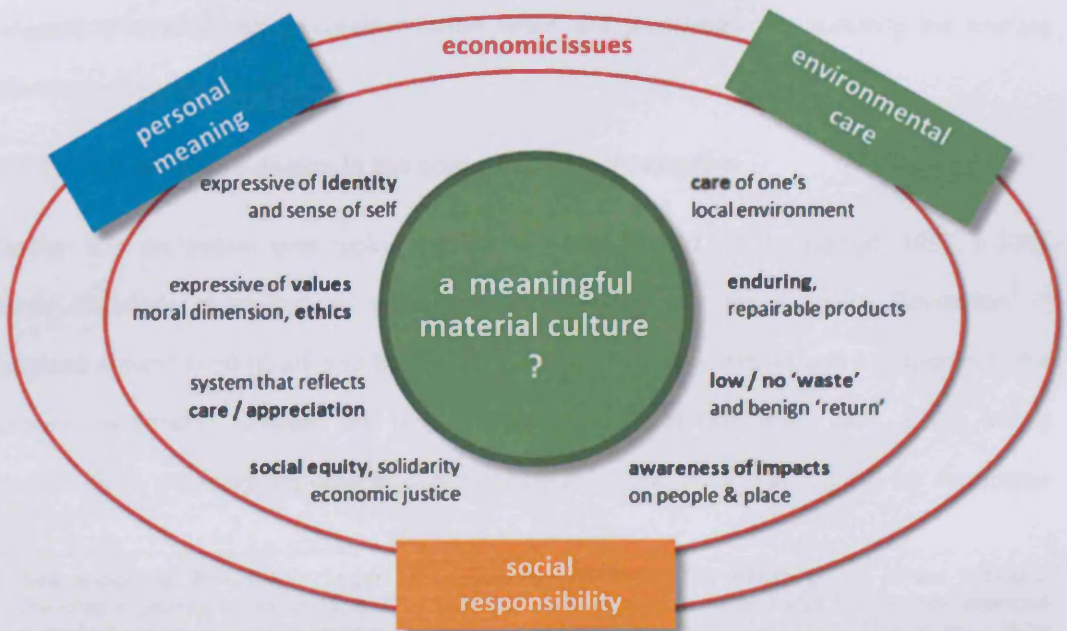 economic issues
personal
meaning
environmental
care
expressive of identity
and sense of self
expressive of values
moral dimension, ethics
system that reflects
care / appreciation
social equity, solidarity
economic justice
a meaningful
material culture
?
care of one's
local environment
enduring,
repairable products
low / no ‘waste’
and benign ‘return’
awareness of impacts
on people & place
social
responsibility